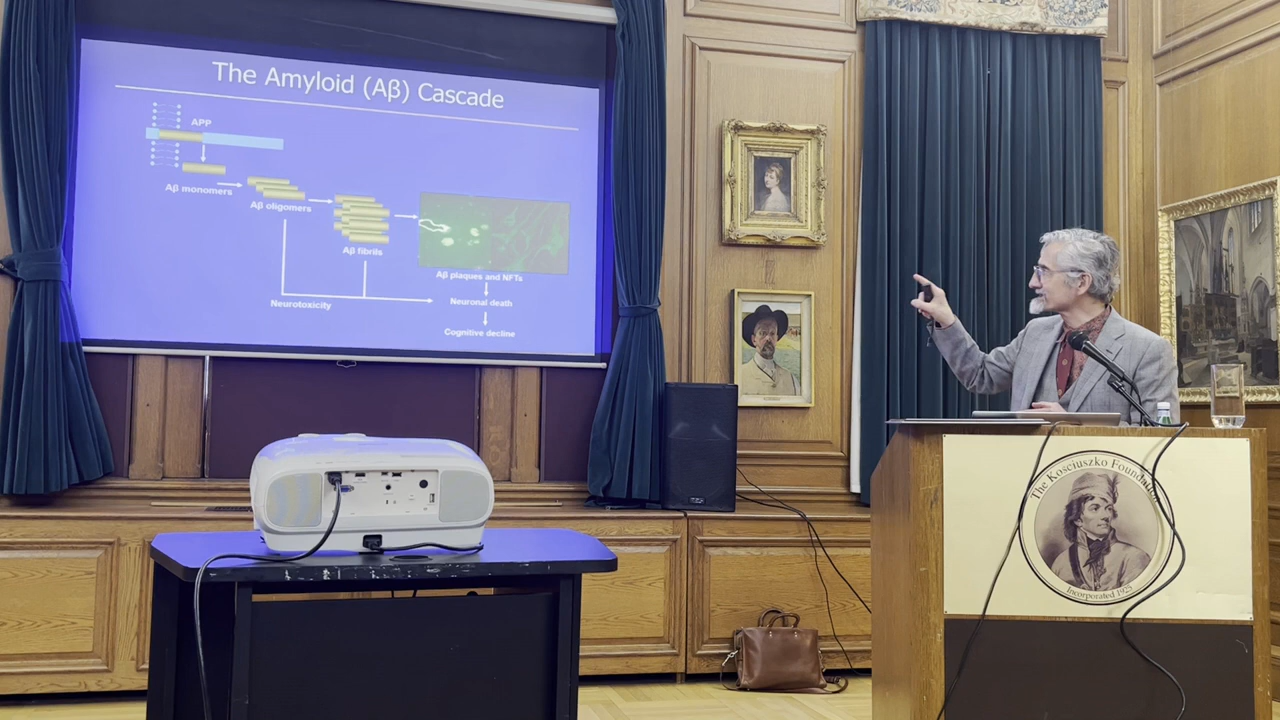 The Amyloid (Aβ) Cascade
APP
Aβ monomers
Aβ oligomers
Aβ fibrils
Aβ plaques and NFTs
Neurotoxicity
Neuronal death
Cognitive decline
The Kosciuszko Foundation
Incorporated 1925